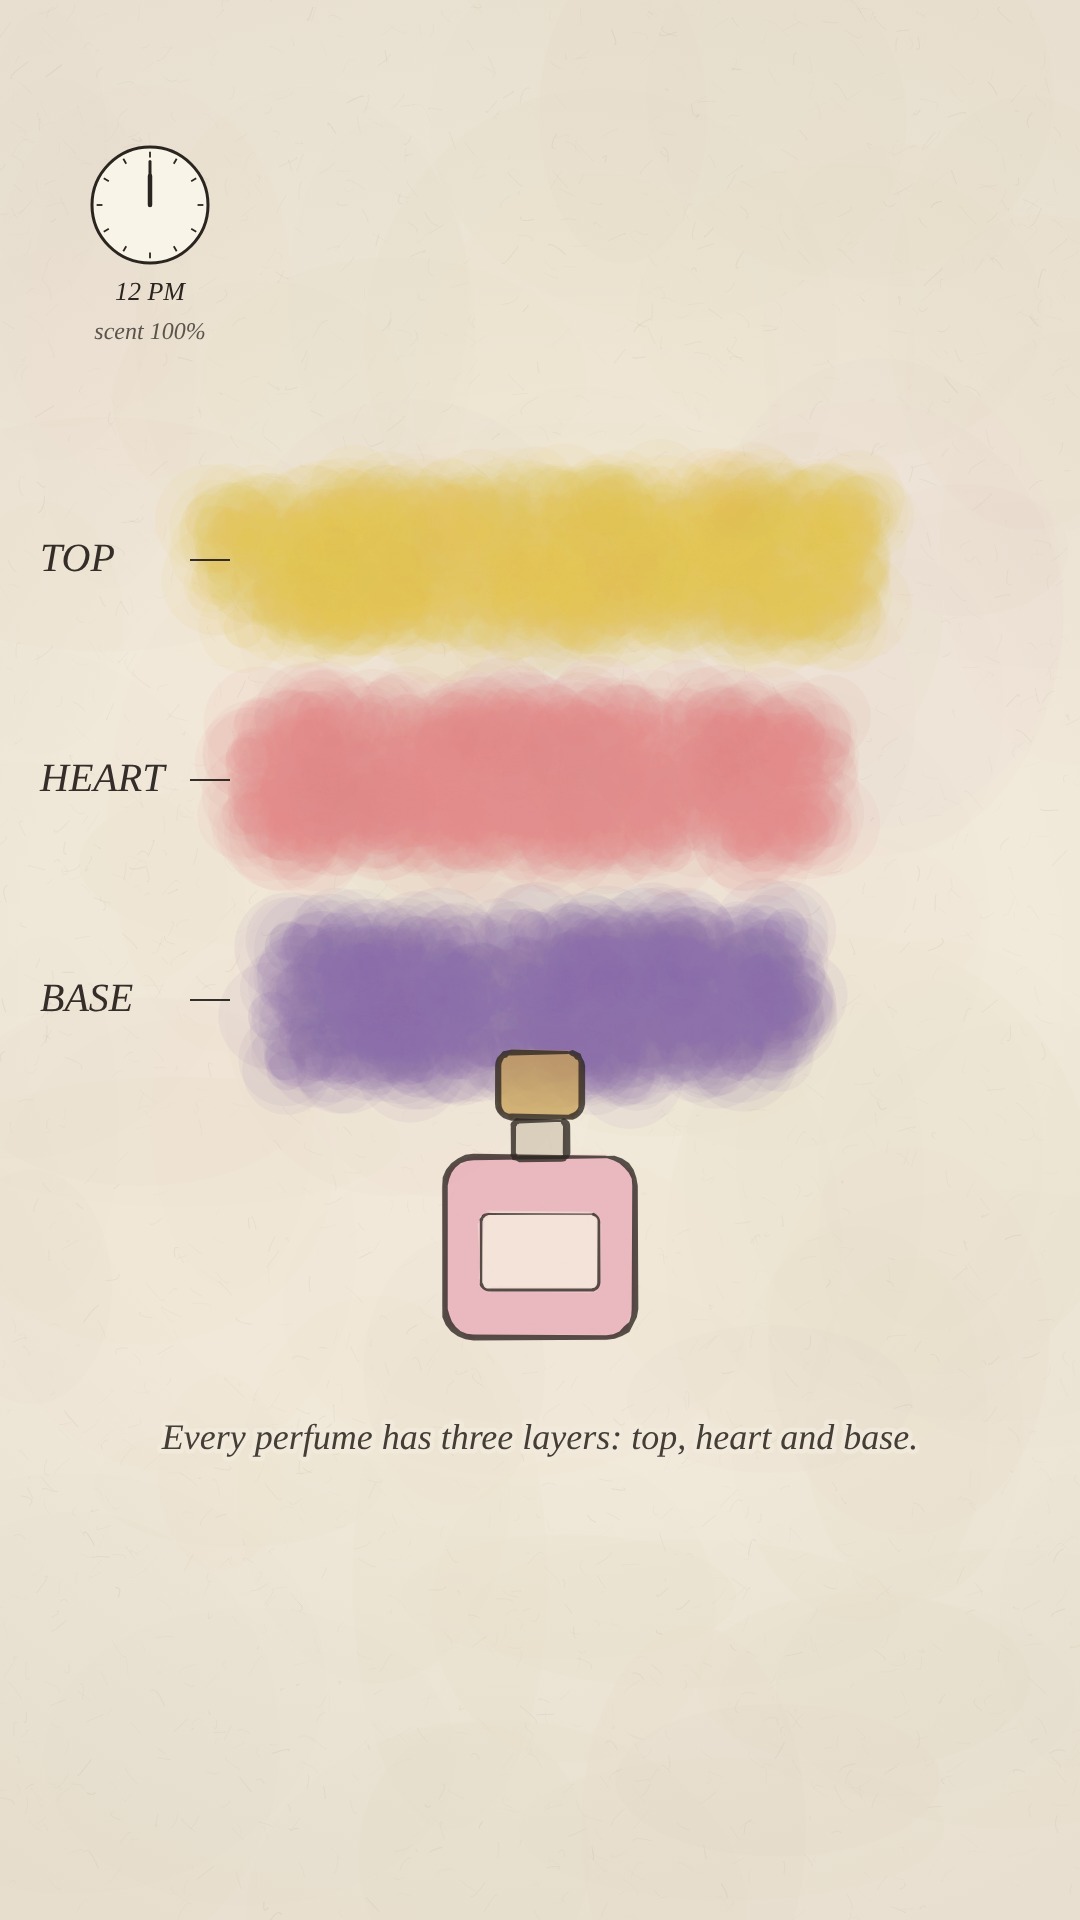 12 PM
scent 100%
TOP
HEART
BASE
Every perfume has three layers: top, heart and base.